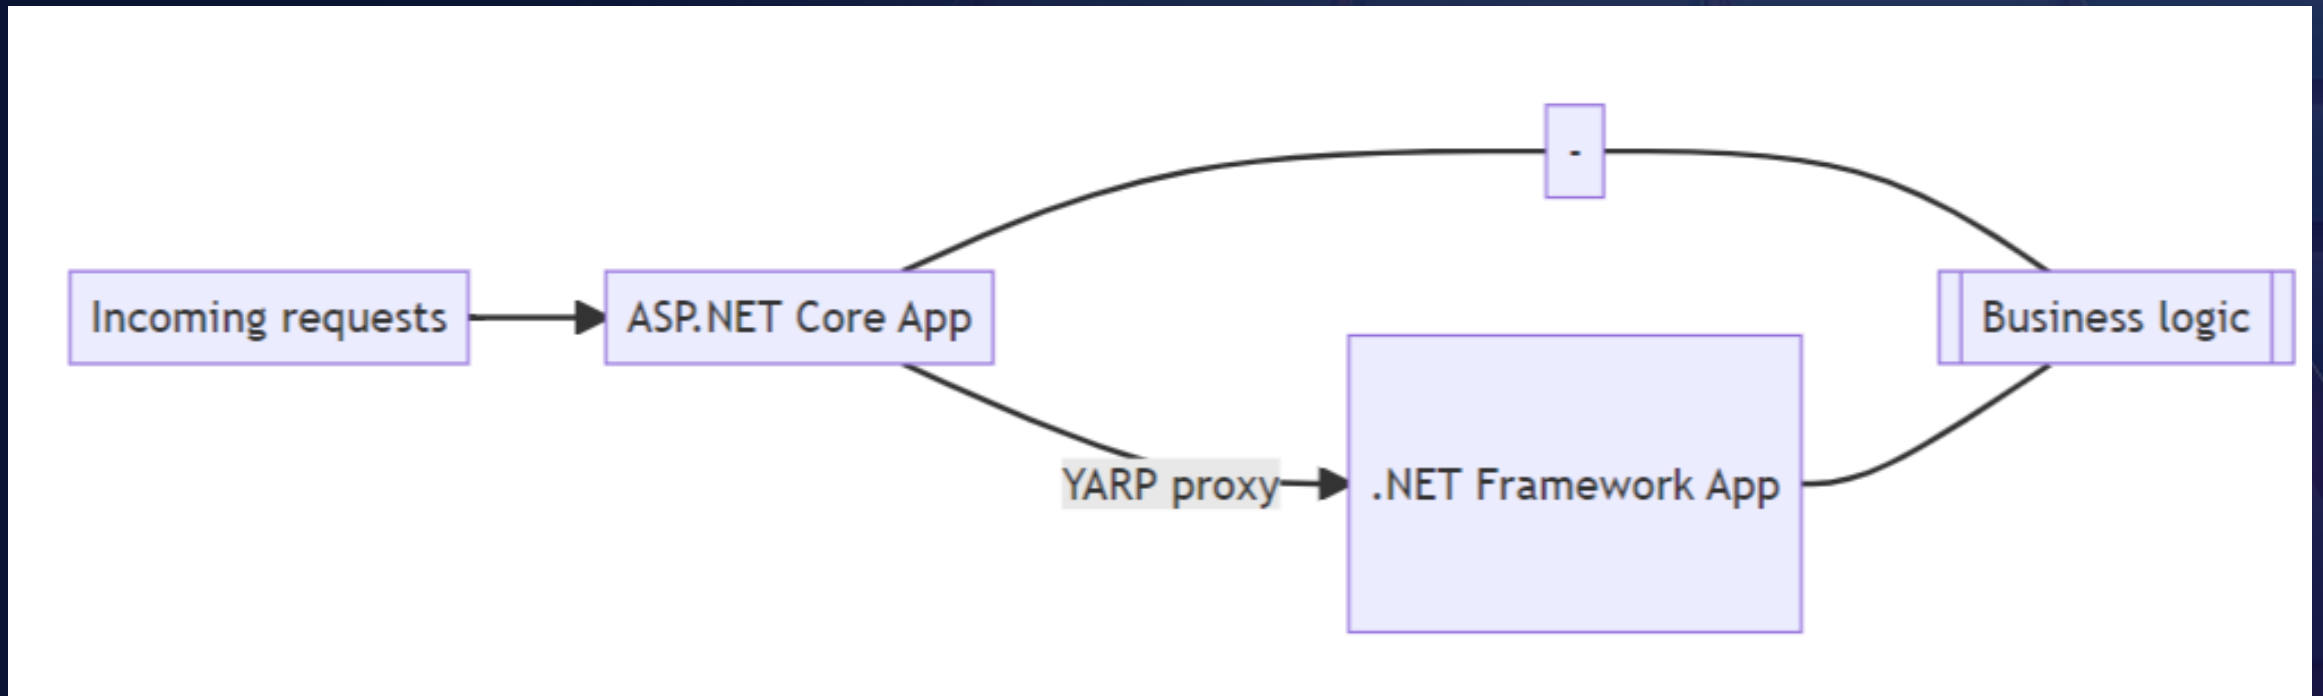 -
Incoming requests
ASP.NET Core App
Business logic
YARP proxy
.NET Framework App